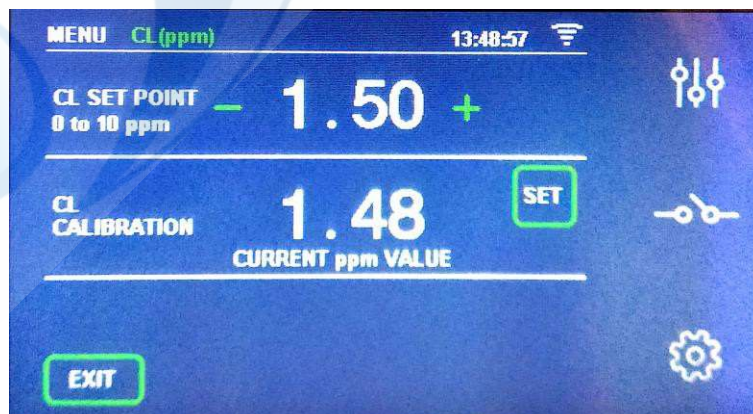 MENU CL(ppm) 13:48:57
CL SET POINT
0 to 10 ppm
- 1.50 +
CL
CALIBRATION
1.48
SET
CURRENT ppm VALUE
EXIT